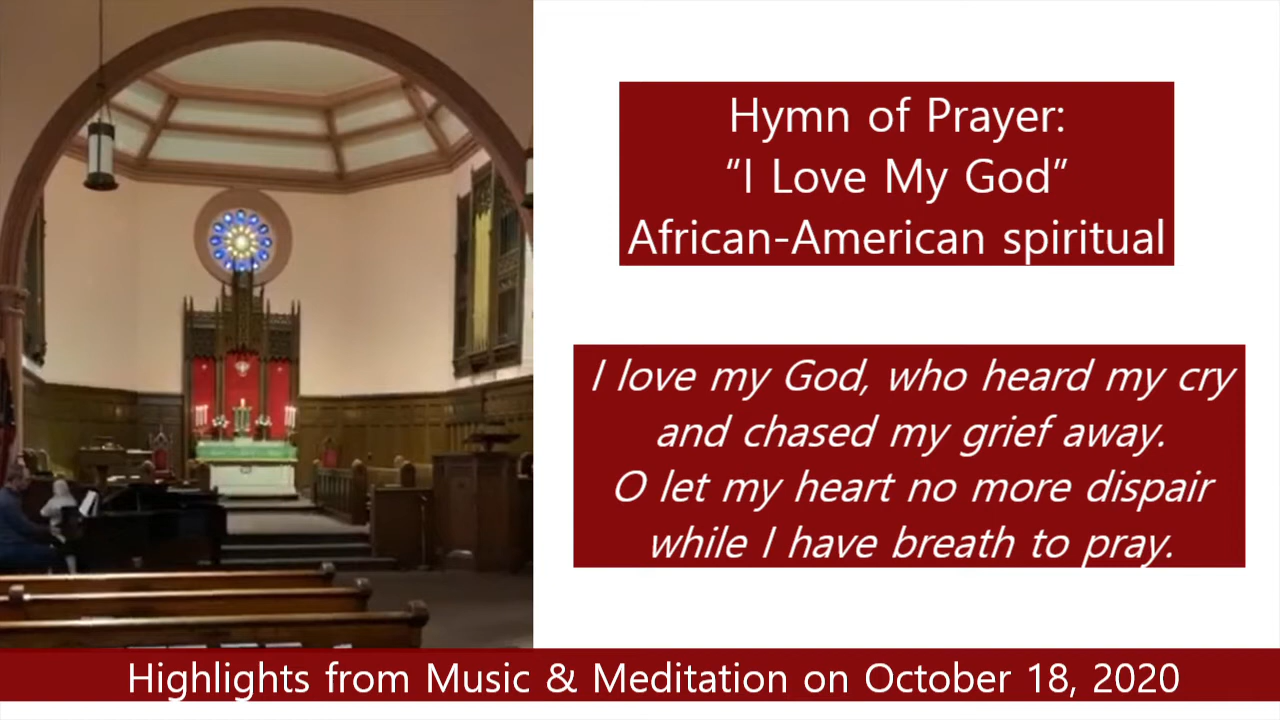 Hymn of Prayer:
“I Love My God”
African-American spiritual
I love my God, who heard my cry
and chased my grief away.
O let my heart no more dispair
while I have breath to pray.
Highlights from Music & Meditation on October 18, 2020